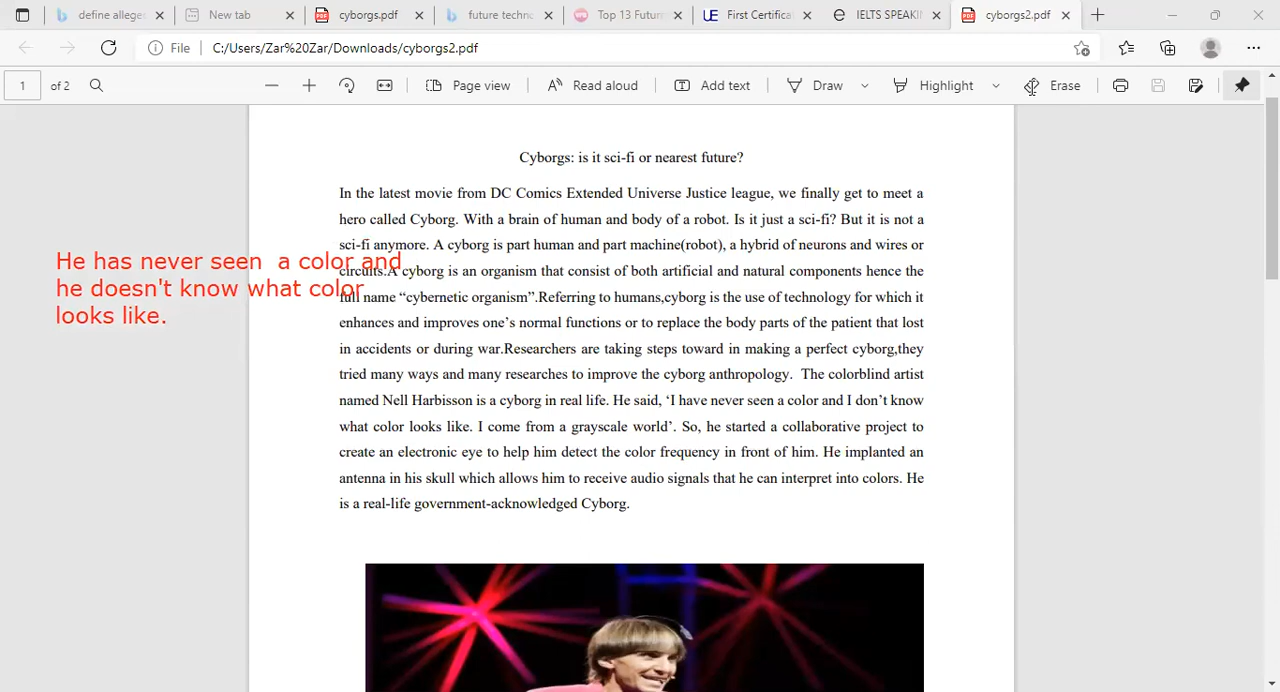 define alleged
New tab
cyborgs.pdf
future techn
Top 13 Futur
First Certifica
IELTS SPEAKI
cyborgs2.pdf
File C:/Users/Zar%20Zar/Downloads/cyborgs2.pdf
1 of 2 Page view Read aloud Add text Draw Highlight Erase
Cyborgs: is it sci-fi or nearest future?
In the latest movie from DC Comics Extended Universe Justice league, we finally get to meet a
hero called Cyborg. With a brain of human and body of a robot. Is it just a sci-fi? But it is not a
sci-fi anymore. A cyborg is part human and part machine(robot), a hybrid of neurons and wires or
circuits.A cyborg is an organism that consist of both artificial and natural components hence the
full name “cybernetic organism”.Referring to humans,cyborg is the use of technology for which it
enhances and improves one’s normal functions or to replace the body parts of the patient that lost
in accidents or during war.Researchers are taking steps toward in making a perfect cyborg,they
tried many ways and many researches to improve the cyborg anthropology. The colorblind artist
named Nell Harbisson is a cyborg in real life. He said, ‘I have never seen a color and I don’t know
what color looks like. I come from a grayscale world’. So, he started a collaborative project to
create an electronic eye to help him detect the color frequency in front of him. He implanted an
antenna in his skull which allows him to receive audio signals that he can interpret into colors. He
is a real-life government-acknowledged Cyborg.
He has never seen a color and
he doesn't know what color
looks like.